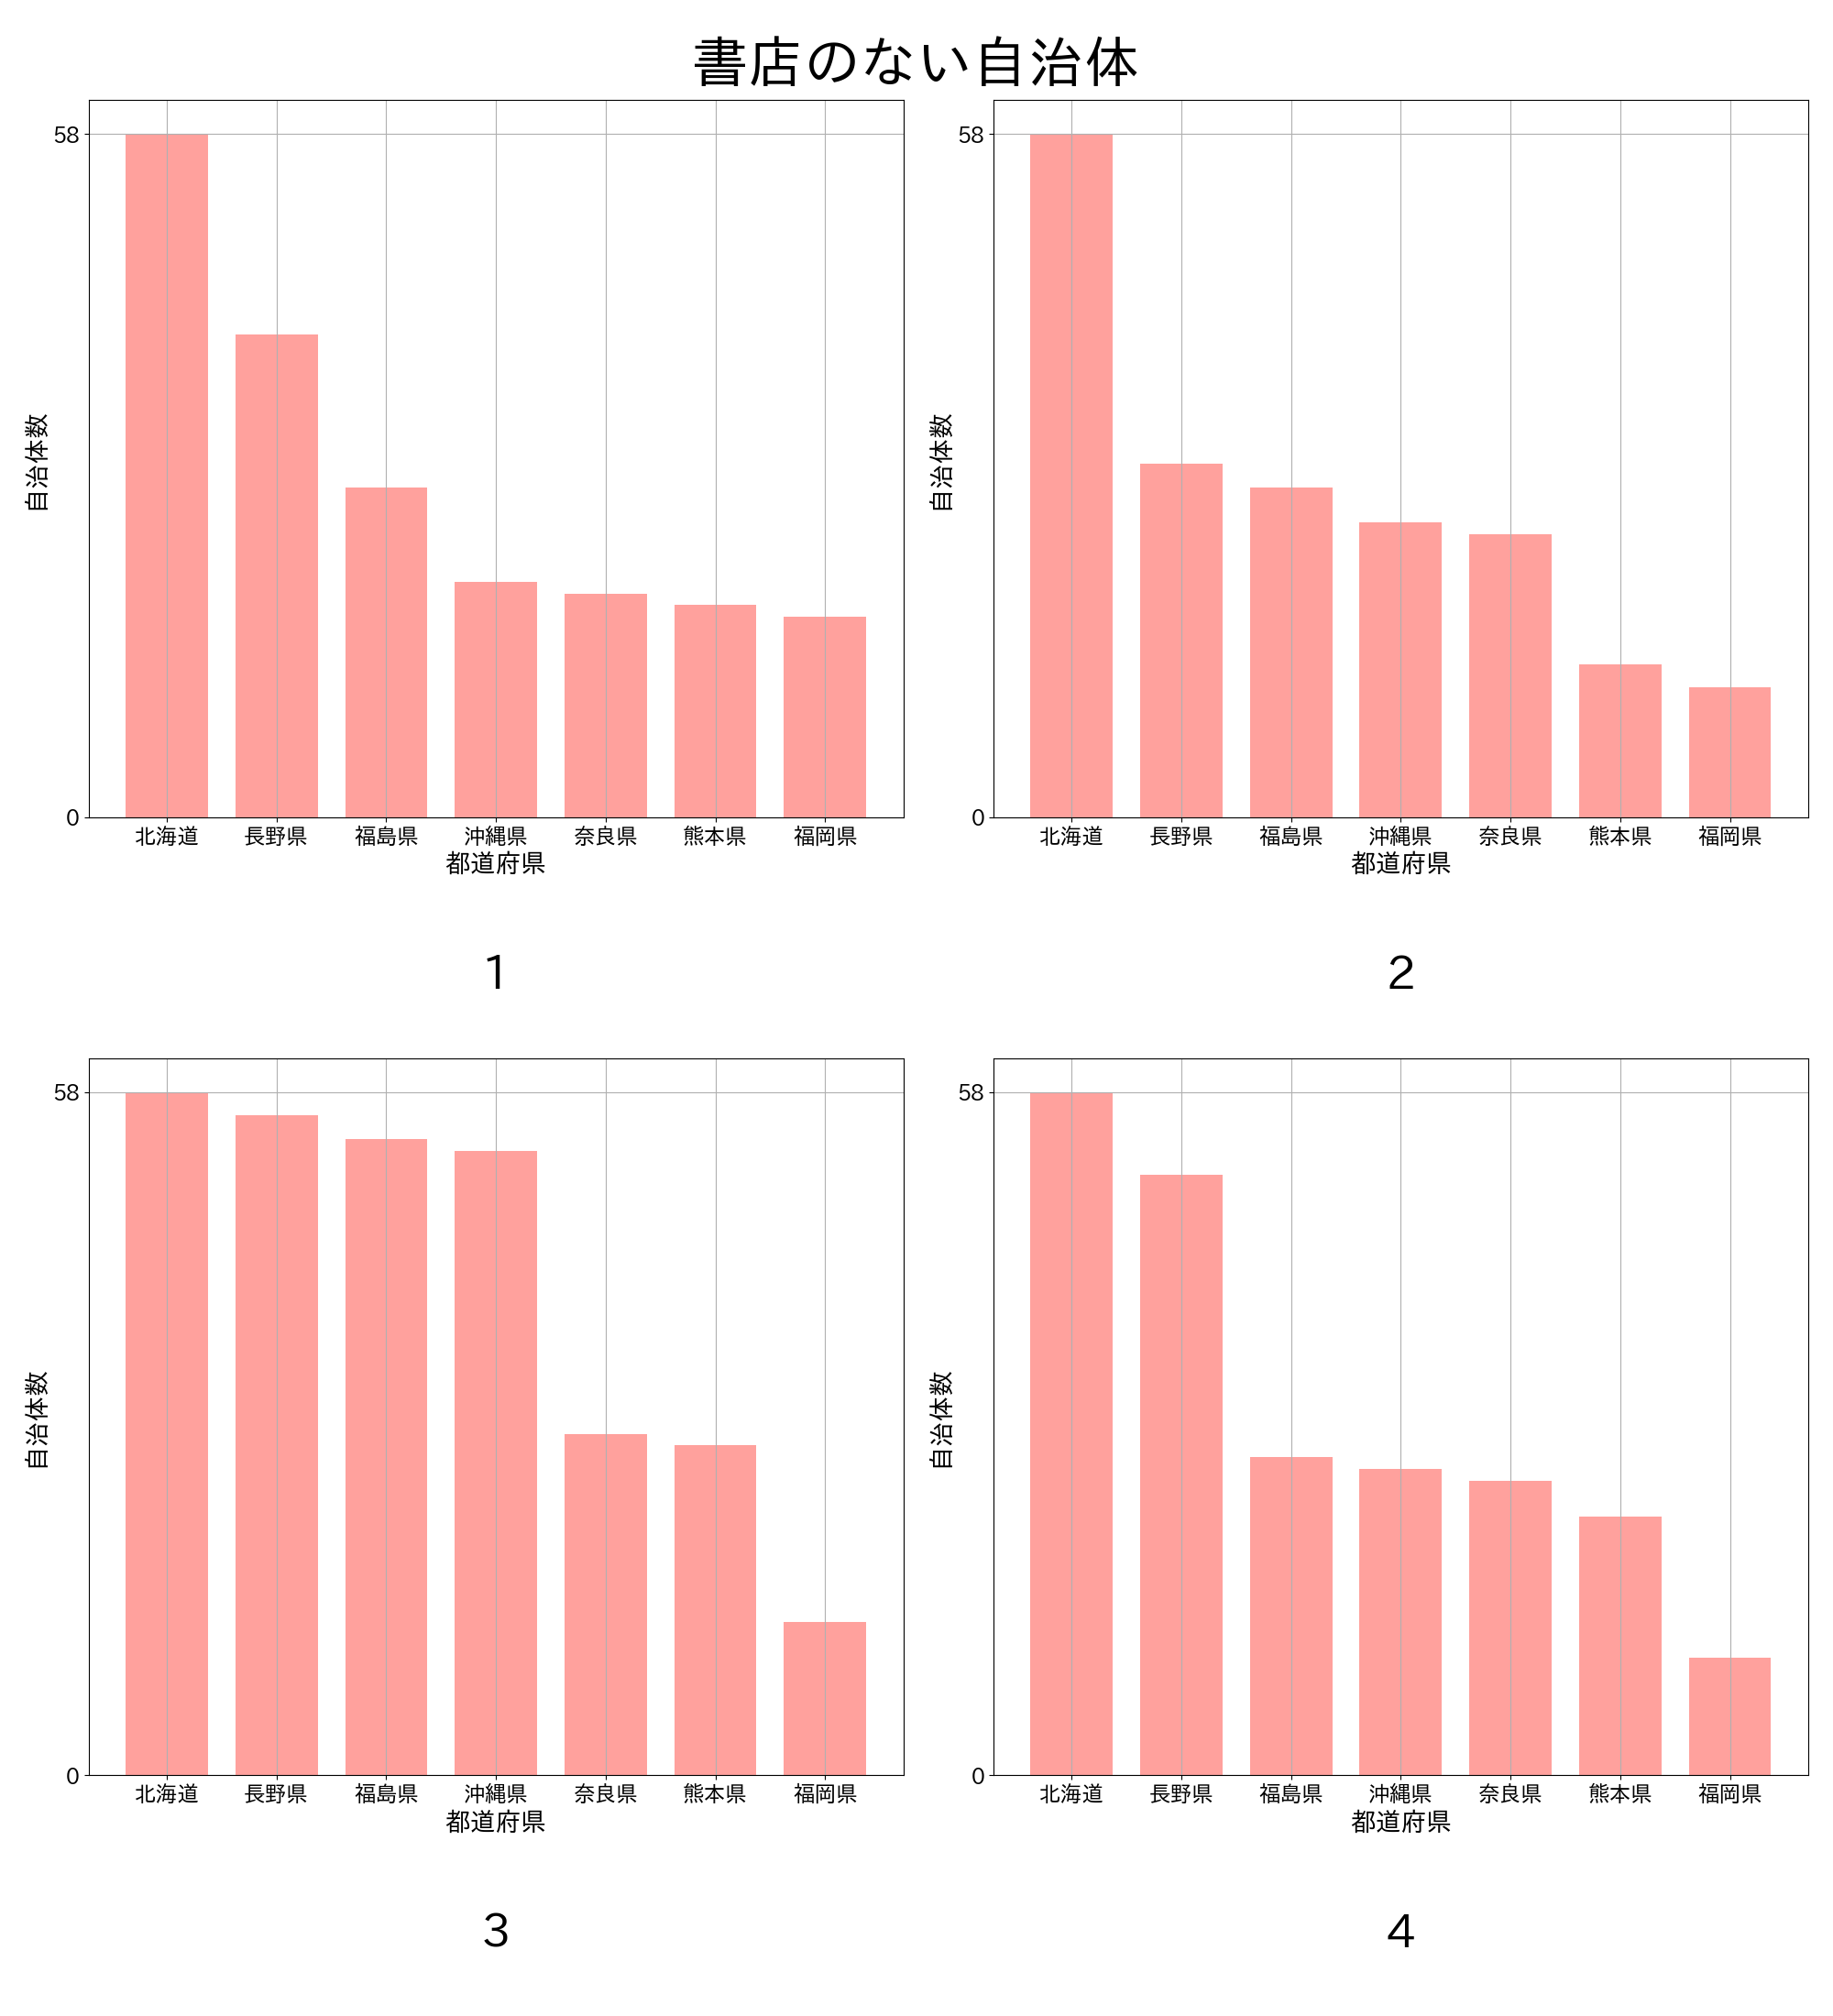 書店のない自治体
58
0
自治体数
北海道 長野県 福島県 沖縄県 奈良県 熊本県 福岡県
都道府県
1
58
0
自治体数
北海道 長野県 福島県 沖縄県 奈良県 熊本県 福岡県
都道府県
2
58
0
自治体数
北海道 長野県 福島県 沖縄県 奈良県 熊本県 福岡県
都道府県
3
58
0
自治体数
北海道 長野県 福島県 沖縄県 奈良県 熊本県 福岡県
都道府県
4